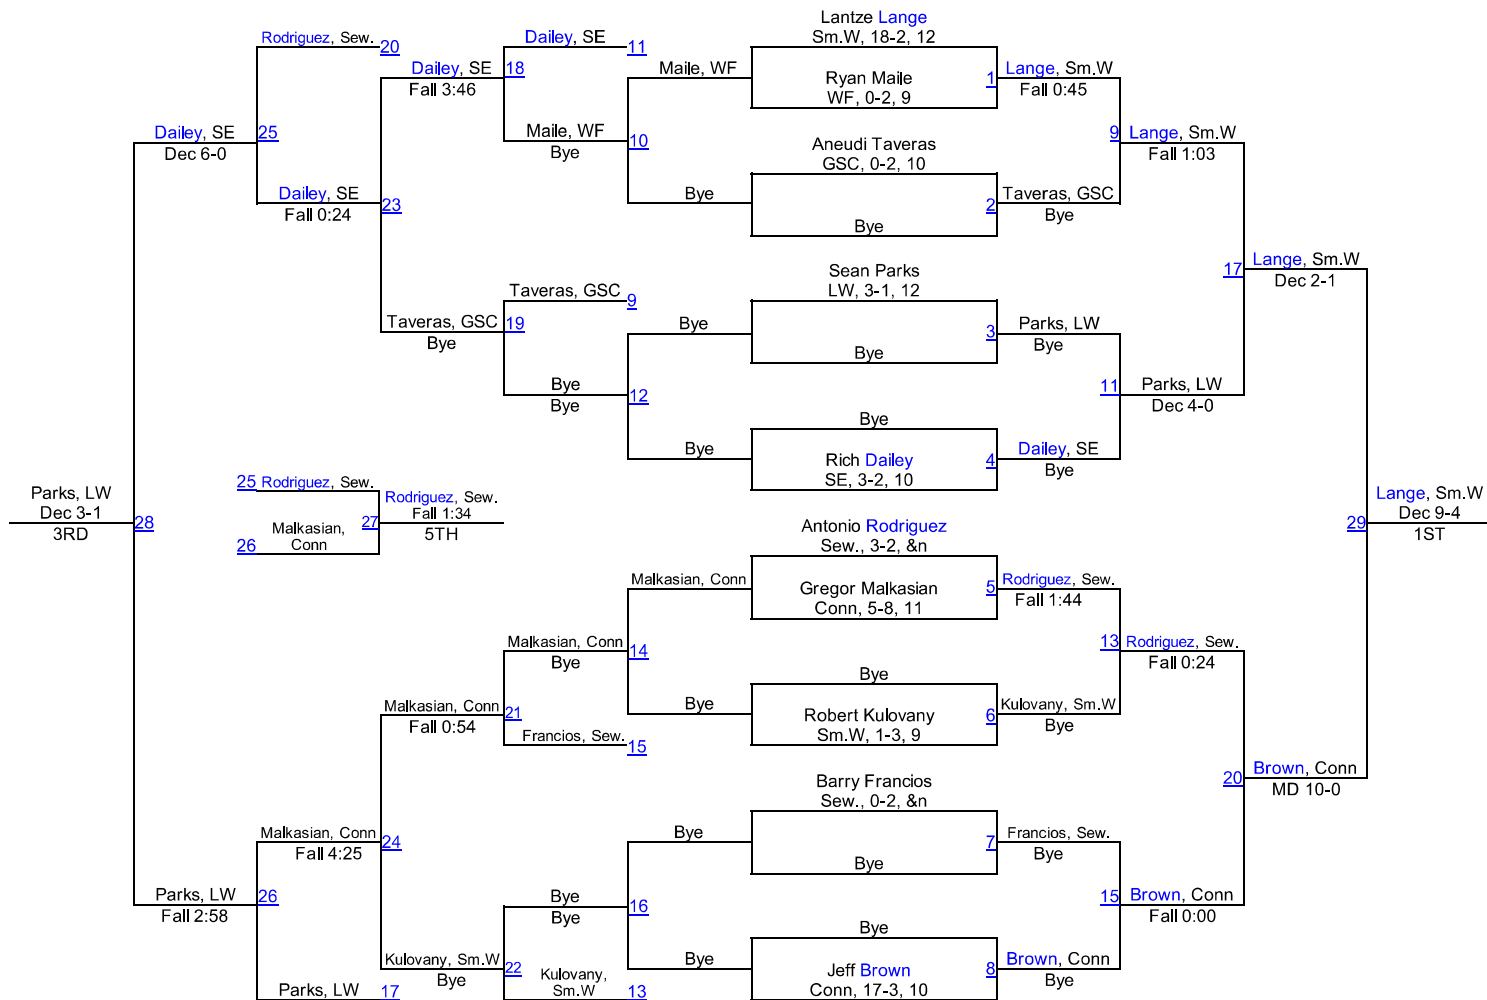 Lantze Lange
Sm.W, 18-2, 12
Rodriguez, Sew.
20
Dailey, SE
11
Dailey, SE
18
Fall 3:46
Maile, WF
Ryan Maile
WF, 0-2, 9
1
Lange, Sm.W
Fall 0:45
Dailey, SE
25
Dec 6-0
Maile, WF
Bye
10
Aneudi Taveras
GSC, 0-2, 10
9
Lange, Sm.W
Fall 1:03
Dailey, SE
Fall 0:24
23
Bye
Bye
2
Taveras, GSC
Bye
Sean Parks
LW, 3-1, 12
17
Lange, Sm.W
Dec 2-1
Taveras, GSC
9
Taveras, GSC
Bye
19
Bye
Bye
3
Parks, LW
Bye
Bye
Bye
12
11
Parks, LW
Dec 4-0
Bye
Bye
Rich Dailey
SE, 3-2, 10
4
Dailey, SE
Bye
Parks, LW
Dec 3-1
3RD
28
25
Rodriguez, Sew.
Malkasian,
Conn
26
27
Rodriguez, Sew.
Fall 1:34
5TH
29
Lange, Sm.W
Dec 9-4
1ST
Antonio Rodriguez
Sew., 3-2, &n
Malkasian, Conn
Gregor Malkasian
Conn, 5-8, 11
5
Rodriguez, Sew.
Fall 1:44
Malkasian, Conn
Bye
14
13
Rodriguez, Sew.
Fall 0:24
Malkasian, Conn
Fall 0:54
21
Bye
Bye
Robert Kulovany
Sm.W, 1-3, 9
6
Kulovany, Sm.W
Bye
Francios, Sew.
15
Barry Francios
Sew., 0-2, &n
20
Brown, Conn
MD 10-0
Malkasian, Conn
Fall 4:25
24
Bye
Bye
7
Francios, Sew.
Bye
Parks, LW
Fall 2:58
26
Bye
Bye
16
15
Brown, Conn
Fall 0:00
Kulovany, Sm.W
Bye
22
Bye
Bye
Jeff Brown
Conn, 17-3, 10
8
Brown, Conn
Bye
Parks, LW
17
Kulovany,
Sm.W
13